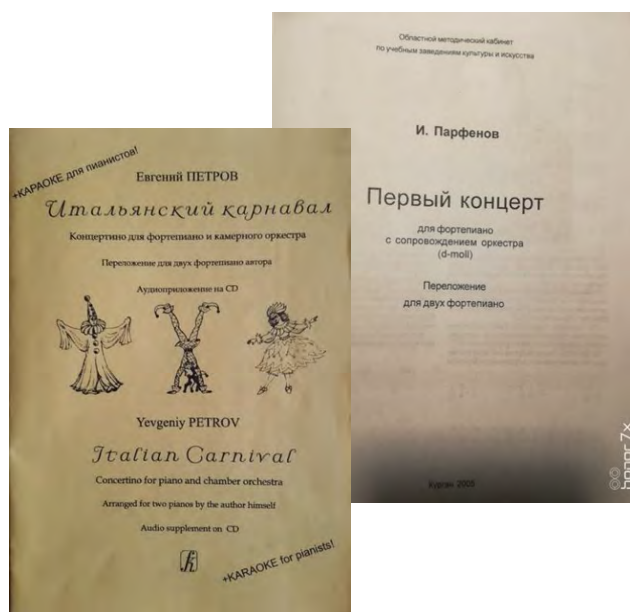 +КАРАОКЕ для пианистов!
Евгений ПЕТРОВ
Итальянский карнавал
Концертино для фортепиано и камерного оркестра
Переложение для двух фортепиано автора
Аудиоприложение на CD
Yevgeniy PETROV
Italian Carnival
Concertino for piano and chamber orchestra
Arranged for two pianos by the author himself
Audio supplement on CD
+KARAOKE for pianists!
Областной методический кабинет
по учебным заведениям культуры и искусства
И. Парфенов
Первый концерт
для фортепиано
с сопровождением оркестра
(d-moll)
Переложение
для двух фортепиано
Курган 2005
honor 7x